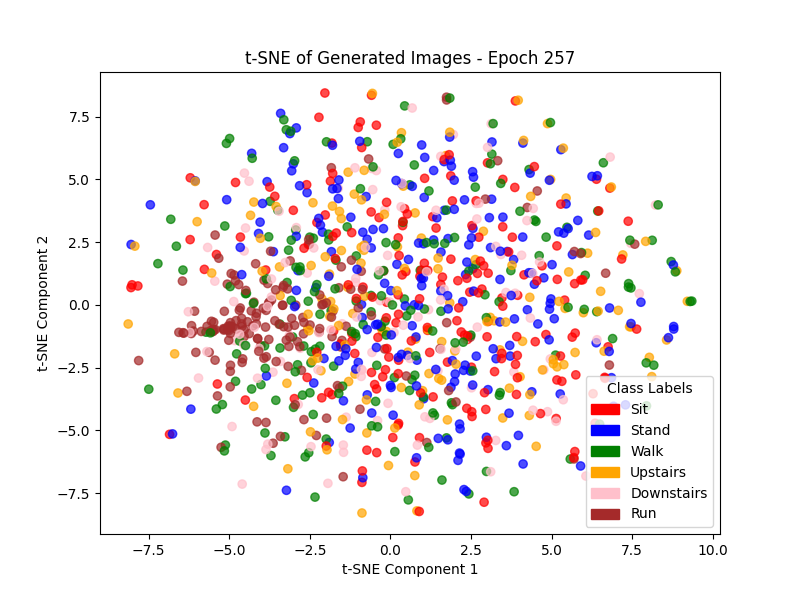 t-SNE of Generated Images - Epoch 257
t-SNE Component 2
7.5
5.0
2.5
0.0
−2.5
−5.0
−7.5
Class Labels
Sit
Stand
Walk
Upstairs
Downstairs
Run
−7.5 −5.0 −2.5 0.0 2.5 5.0 7.5 10.0
t-SNE Component 1